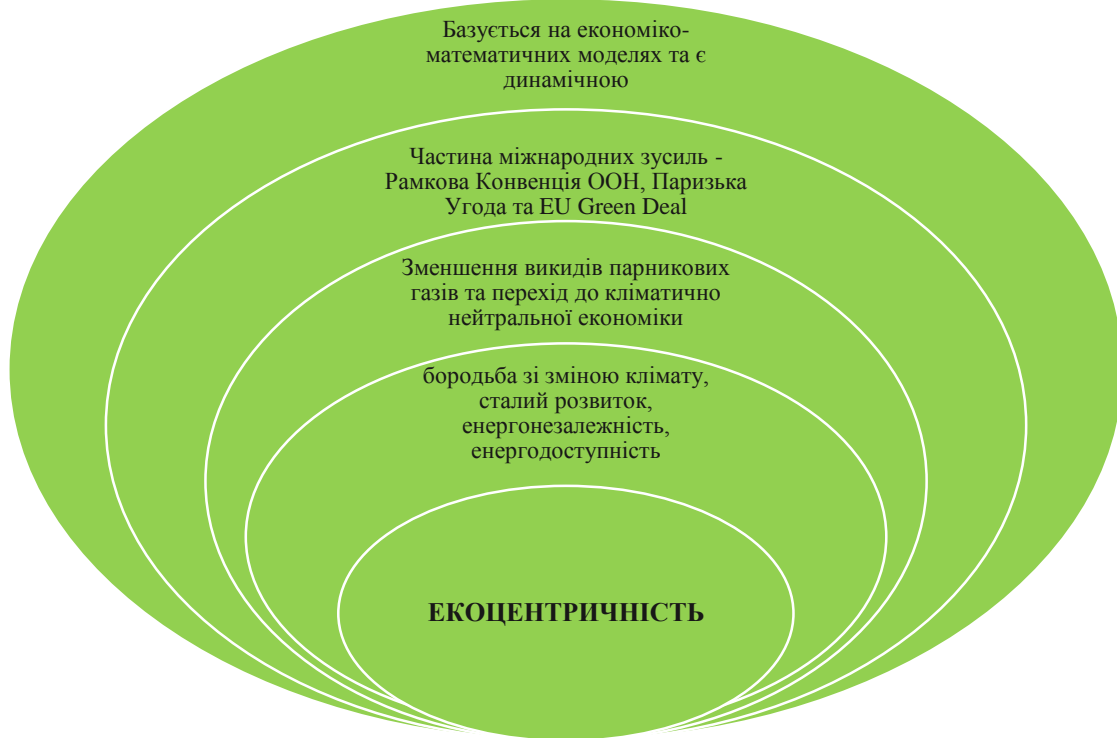 Базується на економіко-
математичних моделях та є
динамічною
Частина міжнародних зусиль -
Рамкова Конвенція ООН, Паризька
Угода та EU Green Deal
Зменшення викидів парникових
газів та перехід до кліматично
нейтральної економіки
бородьба зі зміною клімату,
сталий розвиток,
енергонезалежність,
енергодоступність
ЕКОЦЕНТРИЧНІСТЬ